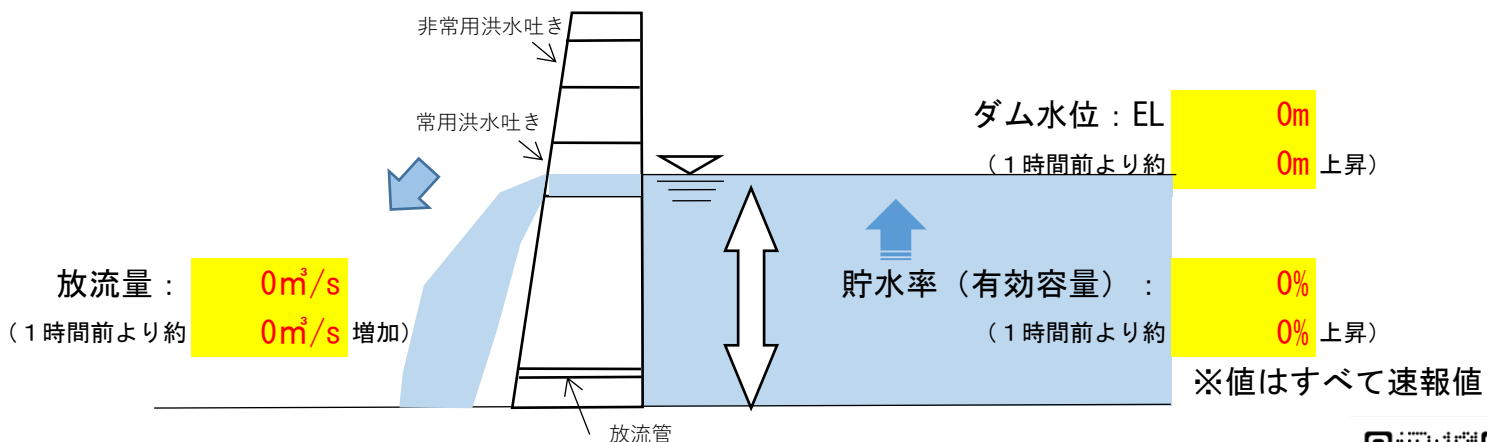 非常用洪水吐き
常用洪水吐き
ダム水位：EL 0m
（１時間前より約 0m 上昇）
放流量： 0㎥/s
（１時間前より約 0㎥/s 増加）
貯水率（有効容量）： 0%
（１時間前より約 0% 上昇）
※値はすべて速報値
放流管